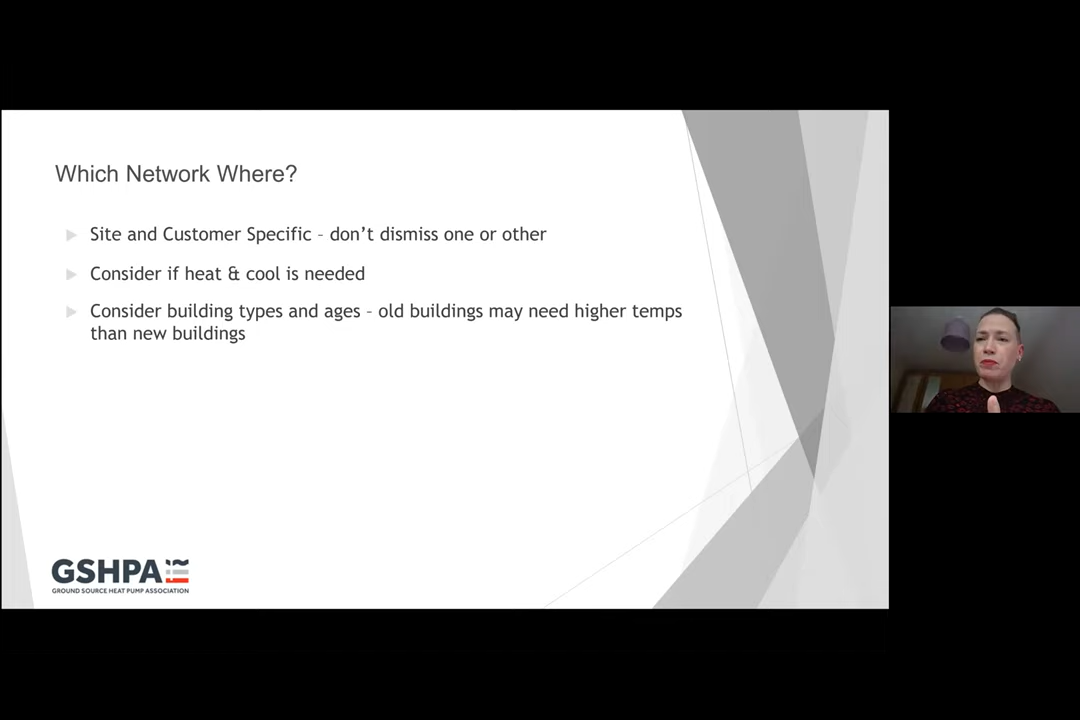 Which Network Where?
Site and Customer Specific – don’t dismiss one or other
Consider if heat & cool is needed
Consider building types and ages – old buildings may need higher temps
than new buildings
GSHPA
GROUND SOURCE HEAT PUMP ASSOCIATION